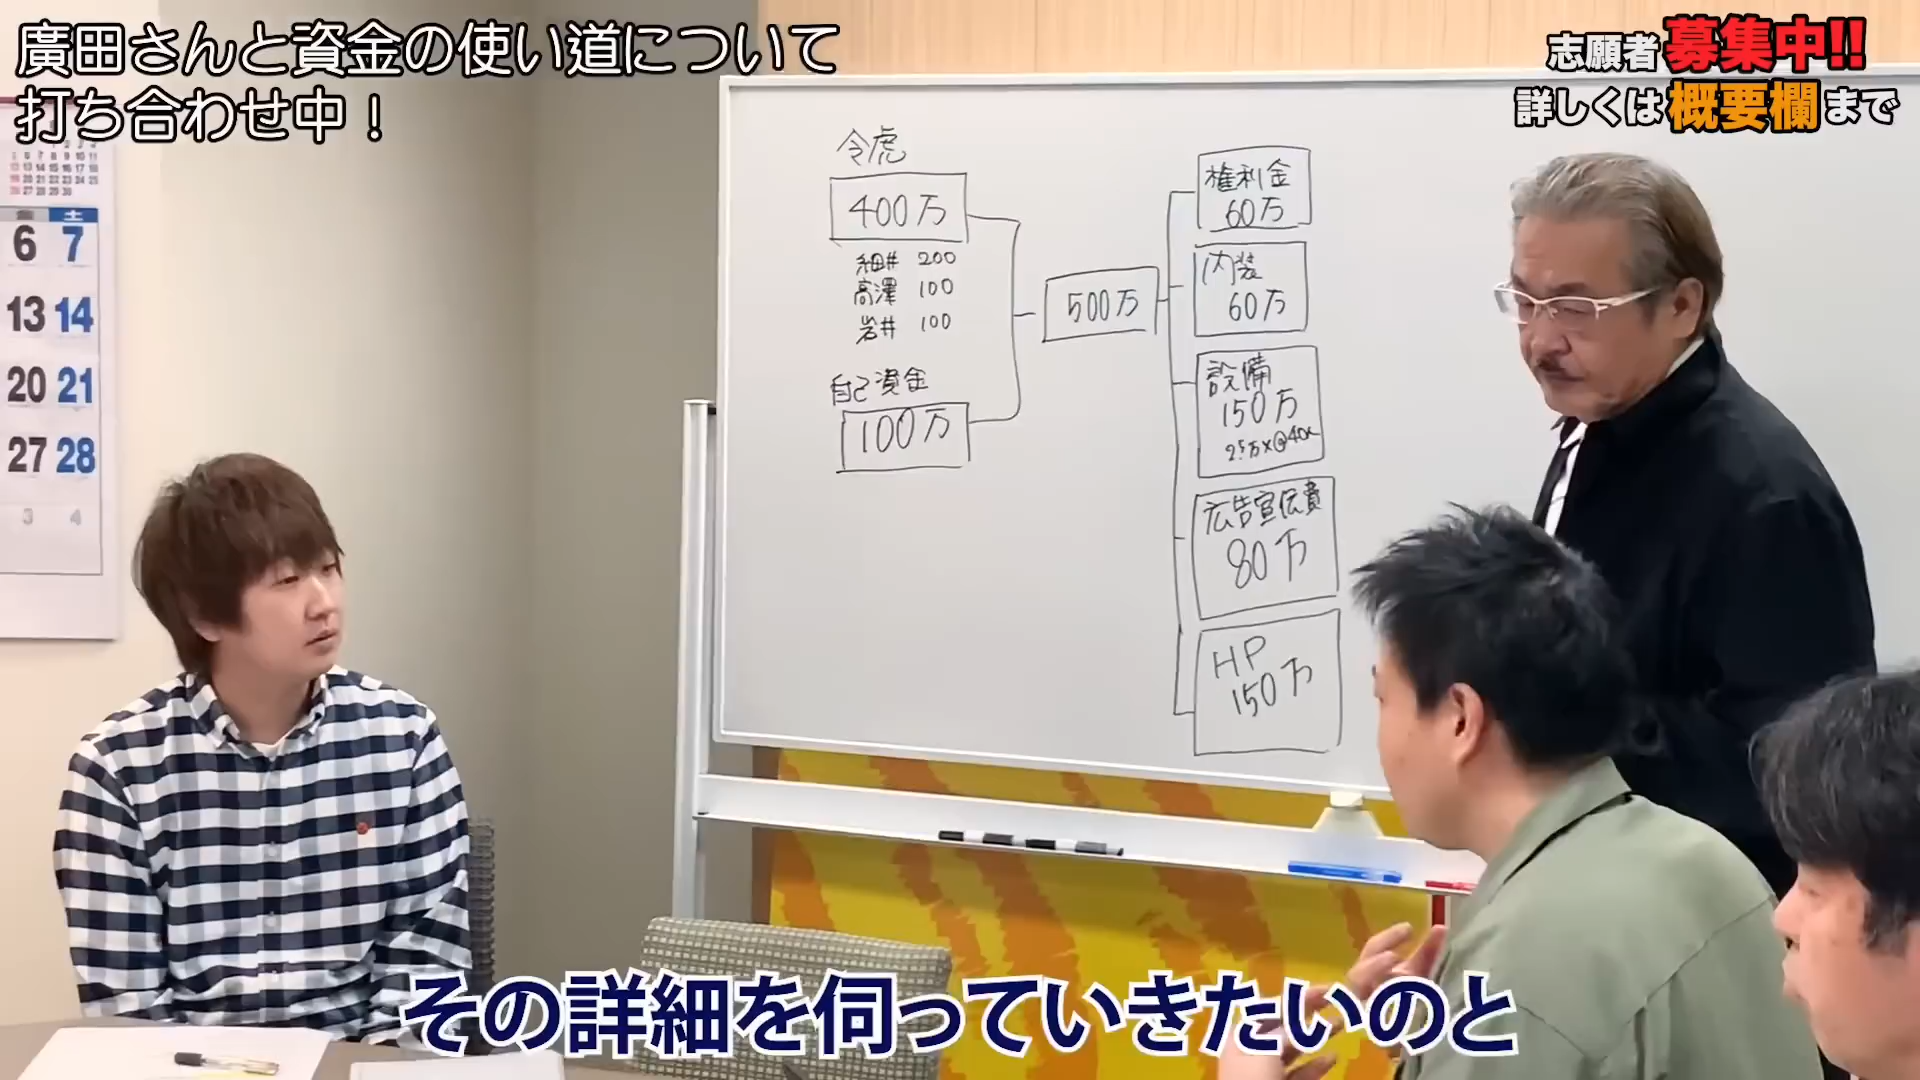 廣田さんと資金の使い道について
打ち合わせ中！
志願者募集中!!
詳しくは概要欄まで
令虎
400万
細井 200
高澤 100
岩井 100
自己資金
100万
500万
権利金
60万
内装
60万
設備
150万
広告宣伝費
80万
HP
150万
土
6 7
13 14
20 21
27 28
3 4
その詳細を伺っていきたいのと